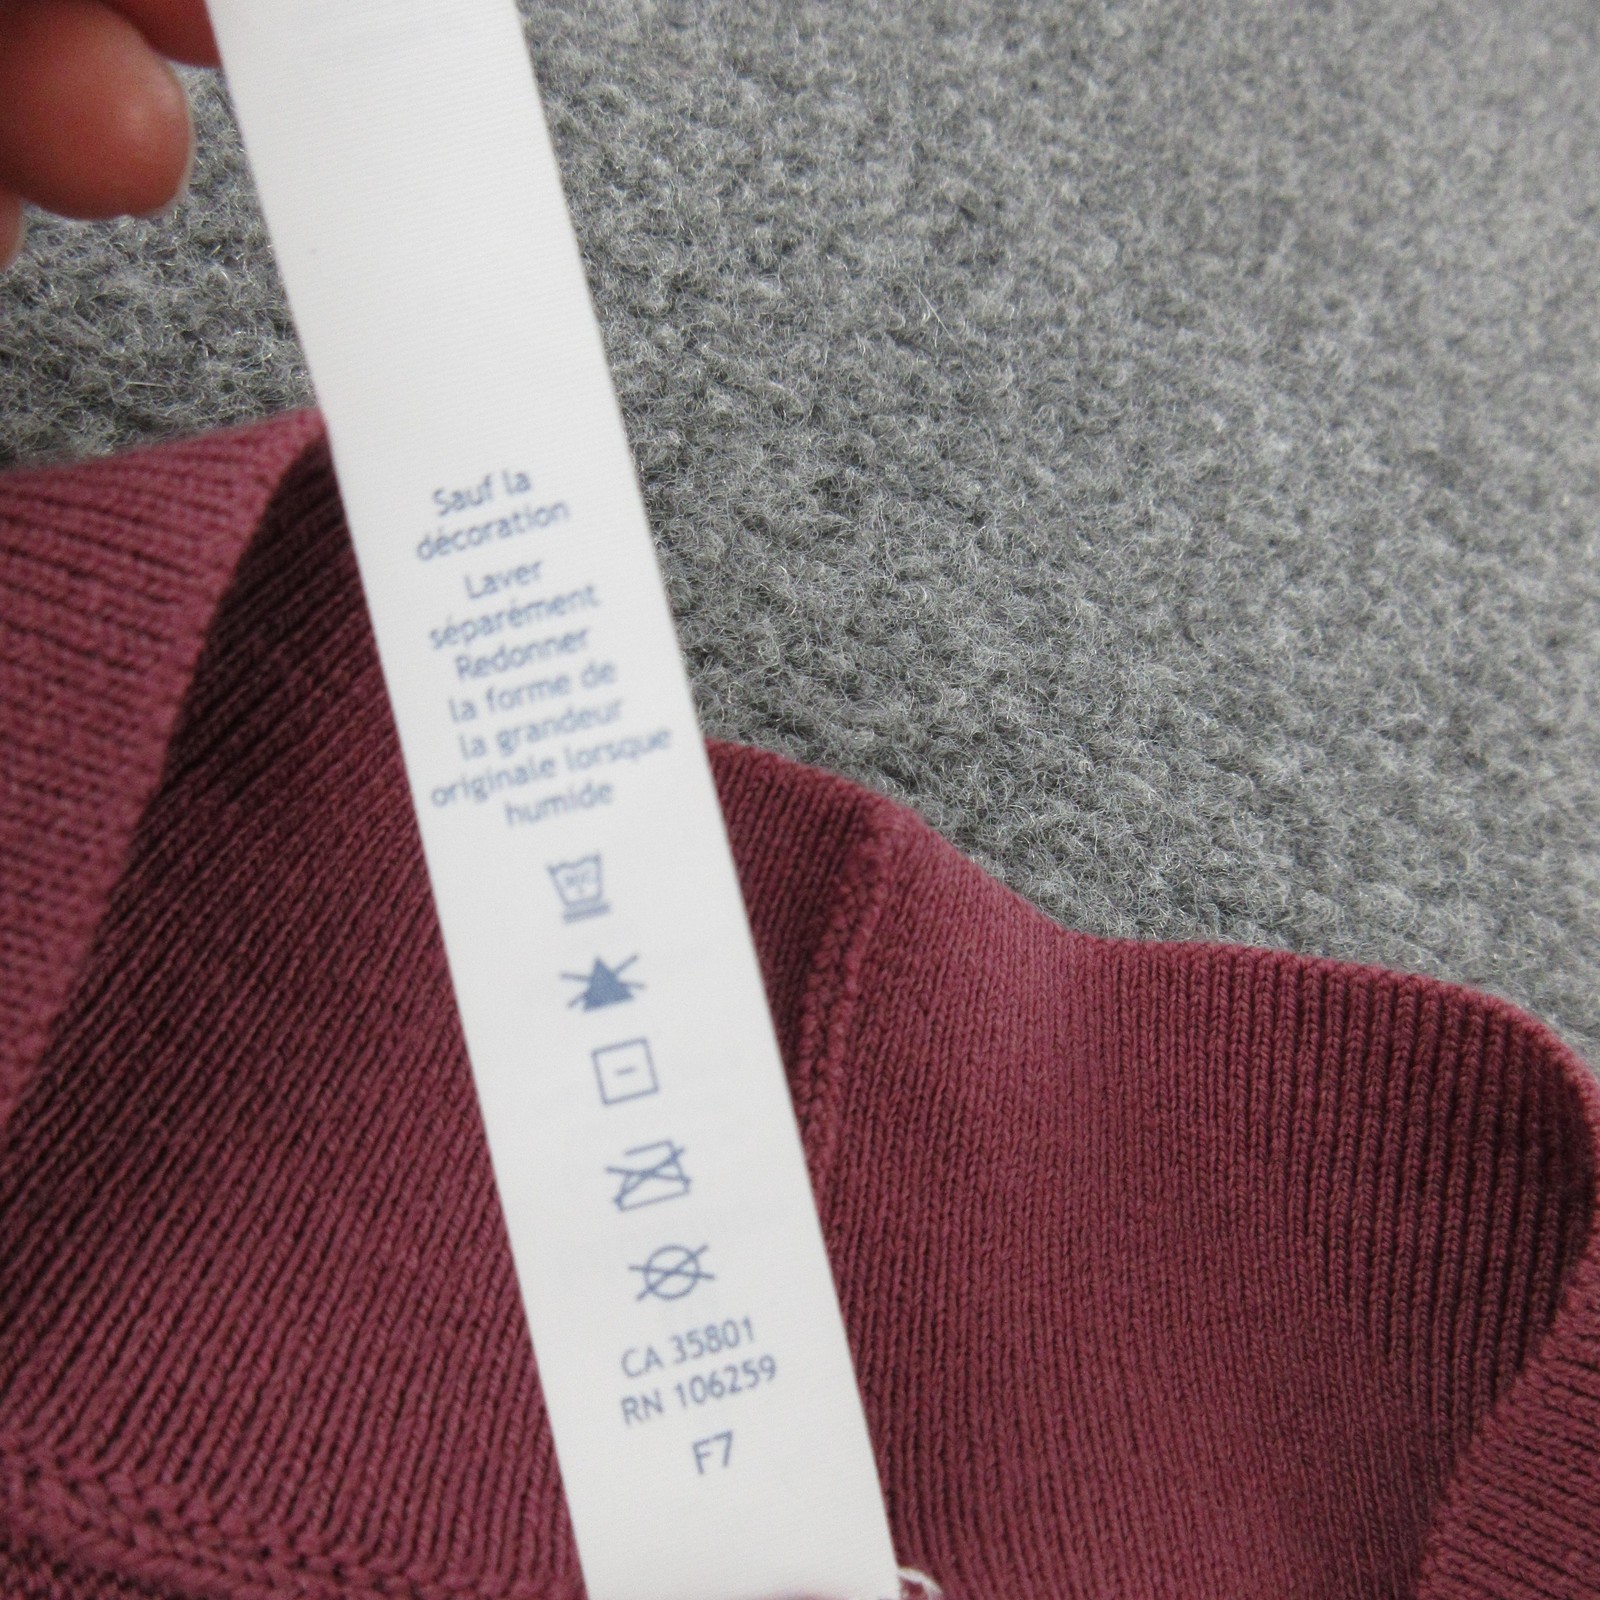 Sauf la
décoration
Laver
séparément
Redonner
la forme de
la grandeur
originale lorsque
humide
CA 35801
RN 106259
F7